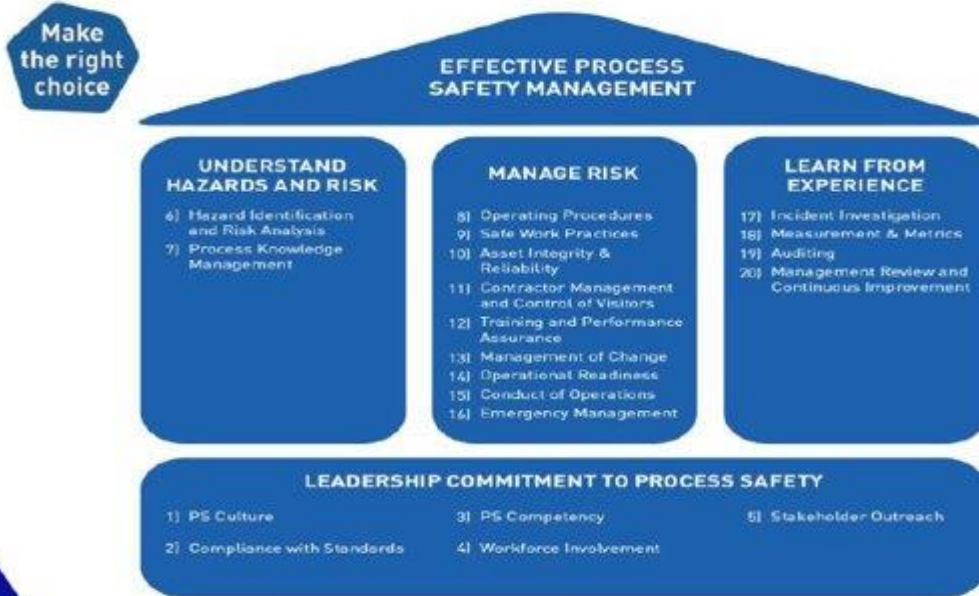 Make
the right
choice
EFFECTIVE PROCESS
SAFETY MANAGEMENT
UNDERSTAND
HAZARDS AND RISK
6) Hazard Identification
and Risk Analysis
7) Process Knowledge
Management
MANAGE RISK
8) Operating Procedures
9) Safe Work Practices
10) Asset Integrity &
Reliability
11) Contractor Management
and Control of Visitors
12) Training and Performance
Assurance
13) Management of Change
14) Operational Readiness
15) Conduct of Operations
16) Emergency Management
LEARN FROM
EXPERIENCE
17) Incident Investigation
18) Measurement & Metrics
19) Auditing
20) Management Review and
Continuous Improvement
LEADERSHIP COMMITMENT TO PROCESS SAFETY
1) PS Culture
2) Compliance with Standards
3) PS Competency
4) Workforce Involvement
5) Stakeholder Outreach